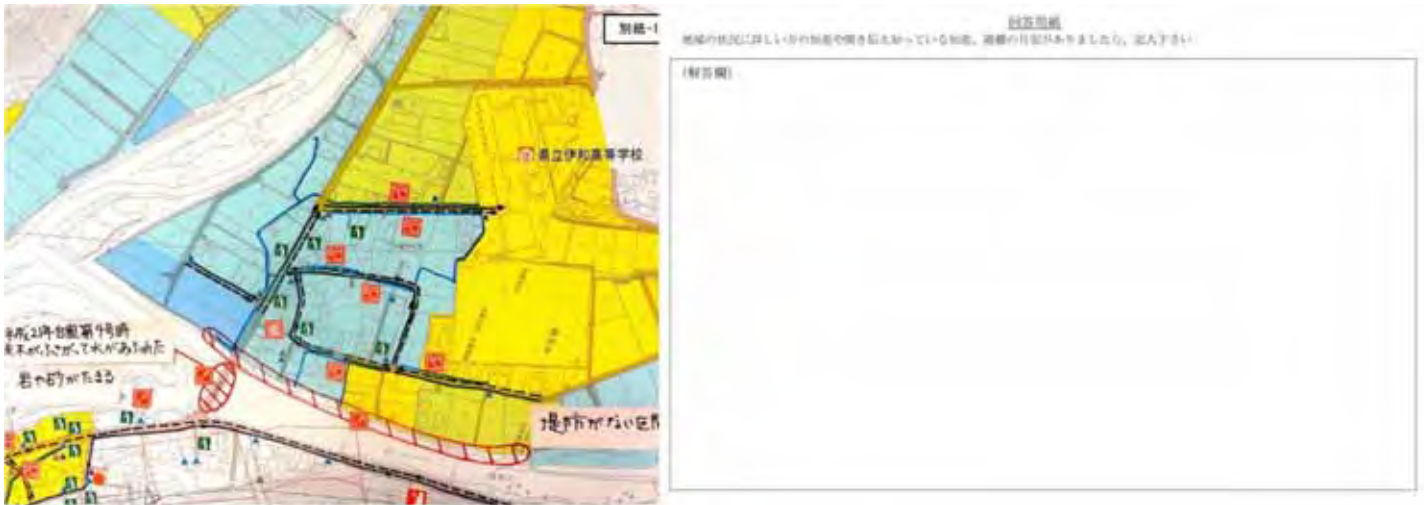 別紙-1
県立伊和高等学校
平成21年台風第9号時
流木がふさがって水があふれた
岩や砂がたまる
堤防がない区間
回答用紙
地域の状況に詳しい方の知恵や聞き伝え知っている知恵、避難の目安がありましたら、記入下さい
(解答欄)